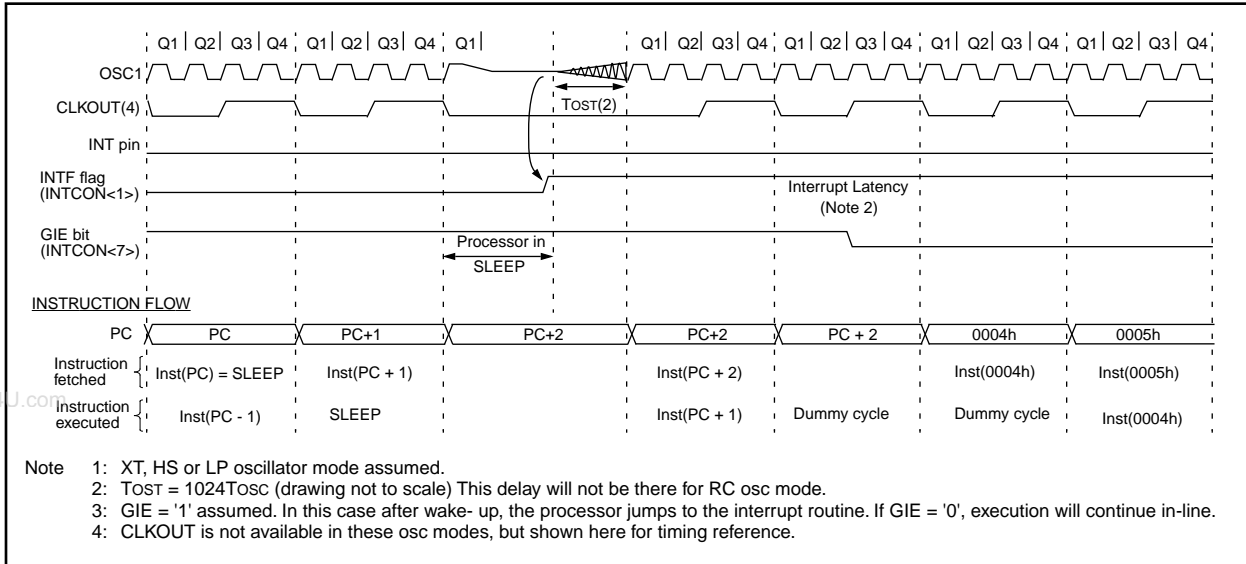 Q1 Q2 Q3 Q4 Q1 Q2 Q3 Q4 Q1 Q1 Q2 Q3 Q4 Q1 Q2 Q3 Q4 Q1 Q2 Q3 Q4 Q1 Q2 Q3 Q4
OSC1
TOST(2)
CLKOUT(4)
INT pin
INTF flag
(INTCON<1>)
Interrupt Latency
(Note 2)
GIE bit
(INTCON<7>)
Processor in
SLEEP
INSTRUCTION FLOW
PC PC PC+1 PC+2 PC+2 PC + 2 0004h 0005h
Instruction
fetched
Inst(PC) = SLEEP Inst(PC + 1) Inst(PC + 2) Inst(0004h) Inst(0005h)
4U.com
Instruction
executed
Inst(PC - 1) SLEEP Inst(PC + 1) Dummy cycle Dummy cycle Inst(0004h)
Note 1: XT, HS or LP oscillator mode assumed.
2: TOST = 1024TOSC (drawing not to scale) This delay will not be there for RC osc mode.
3: GIE = '1' assumed. In this case after wake- up, the processor jumps to the interrupt routine. If GIE = '0', execution will continue in-line.
4: CLKOUT is not available in these osc modes, but shown here for timing reference.